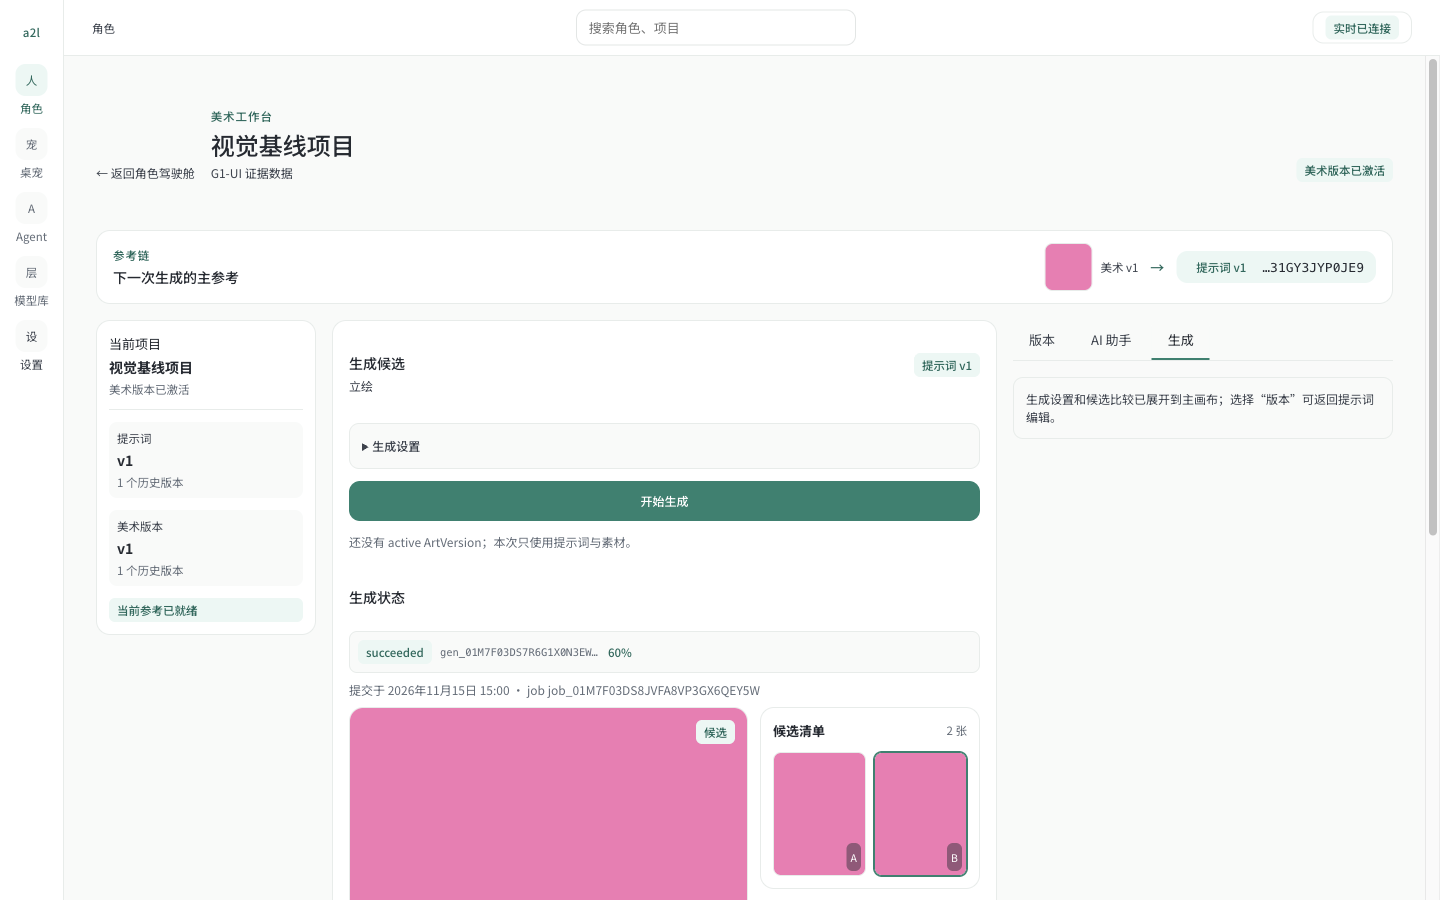 a2l
人
角色
宠
桌宠
A
Agent
层
模型库
设
设置
角色
搜索角色、项目
实时已连接
← 返回角色驾驶舱
美术工作台
视觉基线项目
G1-UI 证据数据
美术版本已激活
参考链
下一次生成的主参考
美术 v1 → 提示词 v1 …31GY3JYP0JE9
当前项目
视觉基线项目
美术版本已激活
提示词
v1
1 个历史版本
美术版本
v1
1 个历史版本
当前参考已就绪
生成候选
立绘
提示词 v1
▶ 生成设置
开始生成
还没有 active ArtVersion；本次只使用提示词与素材。
生成状态
succeeded gen_01M7F03DS7R6G1X0N3EW… 60%
提交于 2026年11月15日 15:00 · job job_01M7F03DS8JVFA8VP3GX6QEY5W
候选
候选清单 2 张
A
B
版本 AI 助手 生成
生成设置和候选比较已展开到主画布；选择“版本”可返回提示词
编辑。